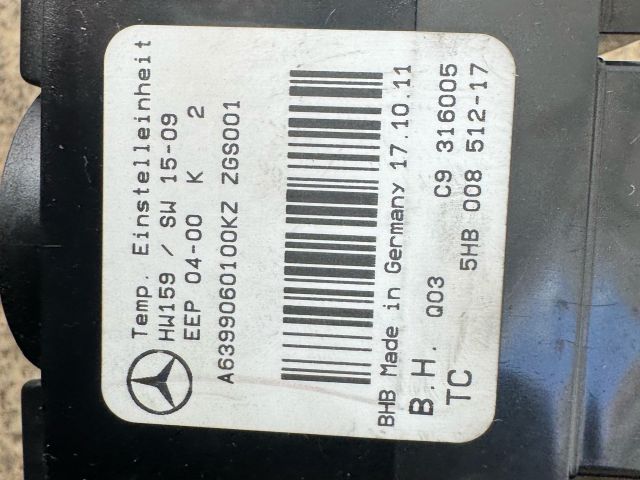 Temp. Einstelleinheit
HW159 / SW 15-09
EEP 04-00 K 2
A6399060100KZ ZGS001
BHB Made in Germany 17.10.11
B.H. Q03 C9 316005
TC 5HB 008 512-17